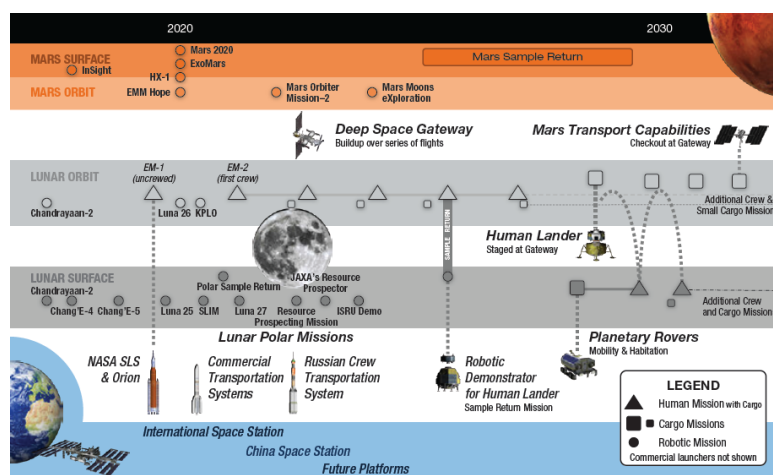 2020
2030
MARS SURFACE
Mars 2020
ExoMars
InSight
HX-1
Mars Sample Return
MARS ORBIT
EMM Hope
Mars Orbiter
Mission–2
Mars Moons
eXploration
Deep Space Gateway
Buildup over series of flights
Mars Transport Capabilities
Checkout at Gateway
LUNAR ORBIT
EM-1
(uncrewed)
EM-2
(first crew)
Chandrayaan-2
Luna 26
KPLO
Additional Crew &
Small Cargo Mission
SAMPLE RETURN
Human Lander
Staged at Gateway
LUNAR SURFACE
Chandrayaan-2
Chang'E-4
Chang'E-5
Luna 25
SLIM
Polar Sample Return
Luna 27
JAXA's Resource
Prospector
Resource
Prospecting Mission
ISRU Demo
Additional Crew
and Cargo Mission
Lunar Polar Missions
NASA SLS
& Orion
Commercial
Transportation
Systems
Russian Crew
Transportation
System
Robotic
Demonstrator
for Human Lander
Sample Return Mission
Planetary Rovers
Mobility & Habitation
LEGEND
Human Mission with Cargo
Cargo Missions
Robotic Mission
Commercial launchers not shown
International Space Station
China Space Station
Future Platforms